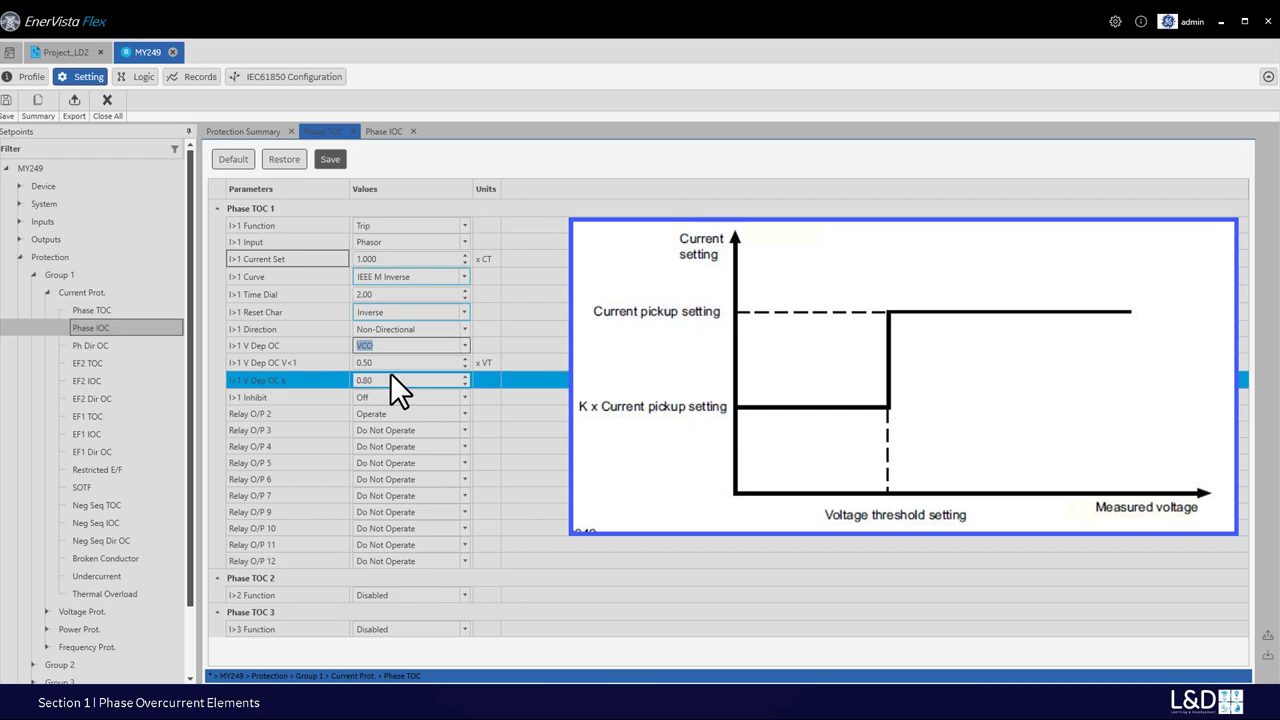 EnerVista Flex
admin
Project_LD2
MY249
Profile
Setting
Logic
Records
IEC61850 Configuration
Save
Summary
Export
Close All
Setpoints
Filter
MY249
Device
System
Inputs
Outputs
Protection
Group 1
Current Prot.
Phase TOC
Phase IOC
Ph Dir OC
EF2 TOC
EF2 IOC
EF2 Dir OC
EF1 TOC
EF1 IOC
EF1 Dir OC
Restricted E/F
SOTF
Neg Seq TOC
Neg Seq IOC
Neg Seq Dir OC
Broken Conductor
Undercurrent
Thermal Overload
Voltage Prot.
Power Prot.
Frequency Prot.
Group 2
Group 3
Protection Summary
Phase TOC
Phase IOC
Default
Restore
Save
Parameters Values Units
Phase TOC 1
I>1 Function Trip
I>1 Input Phasor
I>1 Current Set 1.000 x CT
I>1 Curve IEEE M Inverse
I>1 Time Dial 2.00
I>1 Reset Char Inverse
I>1 Direction Non-Directional
I>1 V Dep OC VCO
I>1 V Dep OC V<1 0.50 x VT
I>1 V Dep OC k 0.80
I>1 Inhibit Off
Relay O/P 2 Operate
Relay O/P 3 Do Not Operate
Relay O/P 4 Do Not Operate
Relay O/P 5 Do Not Operate
Relay O/P 6 Do Not Operate
Relay O/P 7 Do Not Operate
Relay O/P 9 Do Not Operate
Relay O/P 10 Do Not Operate
Relay O/P 11 Do Not Operate
Relay O/P 12 Do Not Operate
Phase TOC 2
I>2 Function Disabled
Phase TOC 3
I>3 Function Disabled
Current
setting
Current pickup setting
K x Current pickup setting
Voltage threshold setting
Measured voltage
* > MY249 > Protection > Group 1 > Current Prot. > Phase TOC
Section 1 | Phase Overcurrent Elements
L&D